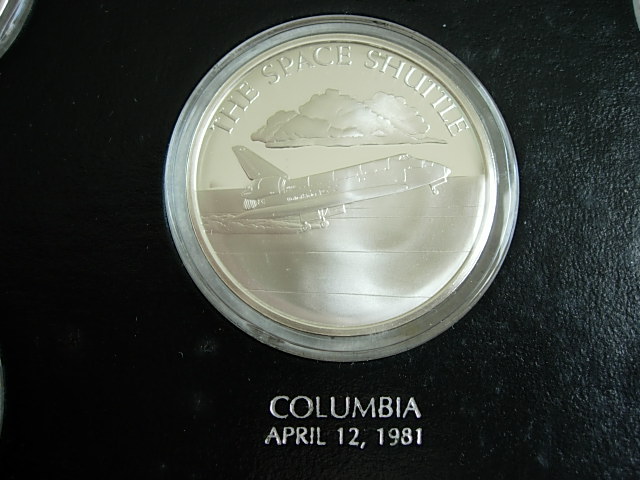 THE SPACE SHUTTLE
COLUMBIA
APRIL 12, 1981